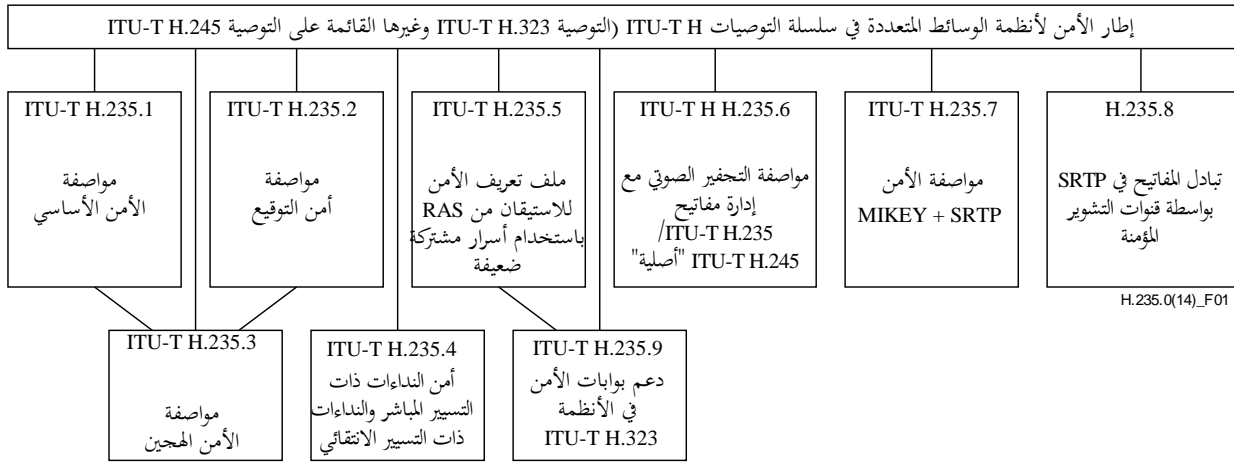 إطار الأمن لأنظمة الوسائط المتعددة في سلسلة التوصيات ITU-T H (التوصية ITU-T H.323 وغيرها القائمة على التوصية ITU-T H.245
ITU-T H.235.1
مواصفة
الأمن الأساسي
ITU-T H.235.2
مواصفة
أمن التوقيع
ITU-T H.235.5
ملف تعريف الأمن
للاستيقان من RAS
باستخدام أسرار مشتركة
ضعيفة
ITU-T H H.235.6
مواصفة التجفير الصوتي مع
إدارة مفاتيح
ITU-T H.235/
ITU-T H.245 "أصلية"
ITU-T H.235.7
مواصفة الأمن
MIKEY + SRTP
H.235.8
تبادل المفاتيح في SRTP
بواسطة قنوات التشوير
المؤمنة
H.235.0(14)_F01
ITU-T H.235.3
مواصفة
الأمن الهجين
ITU-T H.235.4
أمن النداءات ذات
التسيير المباشر والنداءات
ذات التسيير الانتقائي
ITU-T H.235.9
دعم بوابات الأمن
في الأنظمة
ITU-T H.323